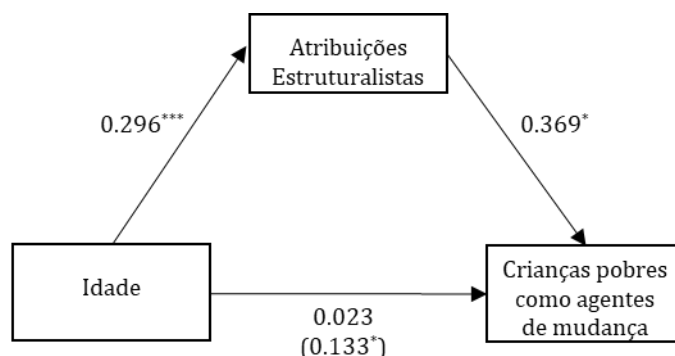 Atribuições
Estruturalistas
0.296***
0.369*
Idade
Crianças pobres
como agentes
de mudança
0.023
(0.133*)